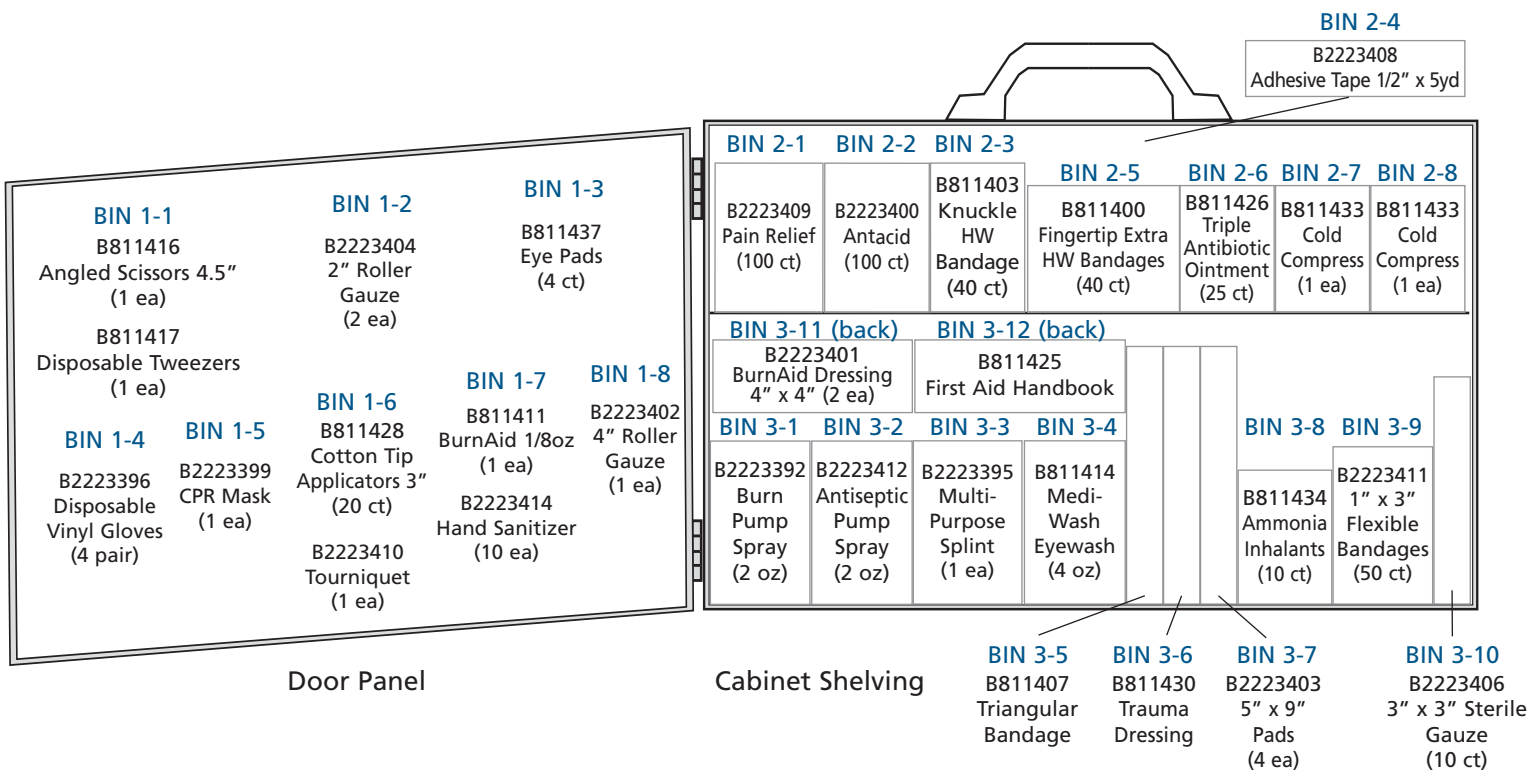 BIN 2-4
B2223408
Adhesive Tape 1/2” x 5yd
BIN 1-1
B811416
Angled Scissors 4.5”
(1 ea)
B811417
Disposable Tweezers
(1 ea)
BIN 1-2
B2223404
2” Roller
Gauze
(2 ea)
BIN 1-3
B811437
Eye Pads
(4 ct)
BIN 1-4
B2223396
Disposable
Vinyl Gloves
(4 pair)
BIN 1-5
B2223399
CPR Mask
(1 ea)
BIN 1-6
B811428
Cotton Tip
Applicators 3”
(20 ct)
B2223410
Tourniquet
(1 ea)
BIN 1-7
B811411
BurnAid 1/8oz
(1 ea)
B2223414
Hand Sanitizer
(10 ea)
BIN 1-8
B2223402
4” Roller
Gauze
(1 ea)
Door Panel
BIN 2-1
B2223409
Pain Relief
(100 ct)
BIN 2-2
B2223400
Antacid
(100 ct)
BIN 2-3
B811403
Knuckle
HW
Bandage
(40 ct)
BIN 2-5
B811400
Fingertip Extra
HW Bandages
(40 ct)
BIN 2-6
B811426
Triple
Antibiotic
Ointment
(25 ct)
BIN 2-7
B811433
Cold
Compress
(1 ea)
BIN 2-8
B811433
Cold
Compress
(1 ea)
BIN 3-11 (back)
B2223401
BurnAid Dressing
4” x 4” (2 ea)
BIN 3-12 (back)
B811425
First Aid Handbook
BIN 3-1
B2223392
Burn
Pump
Spray
(2 oz)
BIN 3-2
B2223412
Antiseptic
Pump
Spray
(2 oz)
BIN 3-3
B2223395
Multi-
Purpose
Splint
(1 ea)
BIN 3-4
B811414
Medi-
Wash
Eyewash
(4 oz)
BIN 3-8
B811434
Ammonia
Inhalants
(10 ct)
BIN 3-9
B2223411
1” x 3”
Flexible
Bandages
(50 ct)
Cabinet Shelving
BIN 3-5
B811407
Triangular
Bandage
BIN 3-6
B811430
Trauma
Dressing
BIN 3-7
B2223403
5” x 9”
Pads
(4 ea)
BIN 3-10
B2223406
3” x 3” Sterile
Gauze
(10 ct)